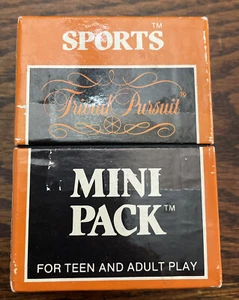 SPORTS™
Trivial Pursuit®
MINI
PACK™
FOR TEEN AND ADULT PLAY